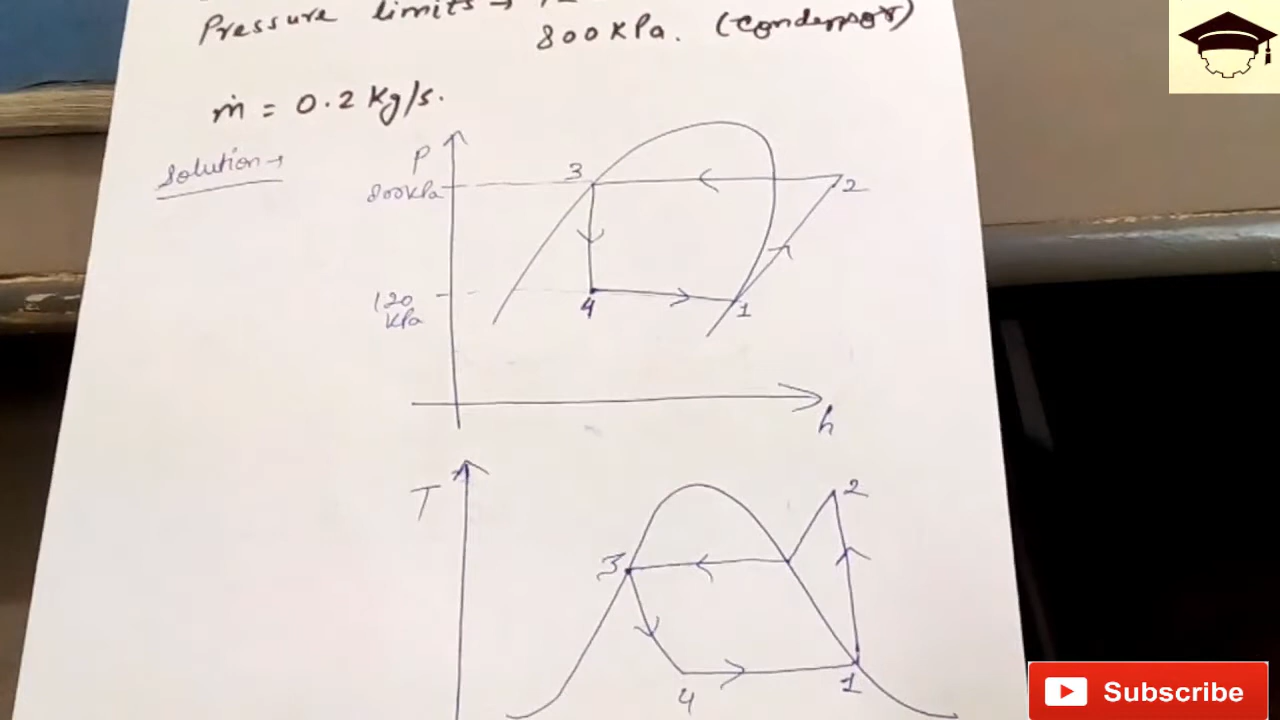 Pressure limits →
800 KPa. (Condensor)
ṁ = 0.2 Kg/s.
Solution →
P
3
800KPa
2
120
KPa
4
1
h
T
2
3
4
1
Subscribe